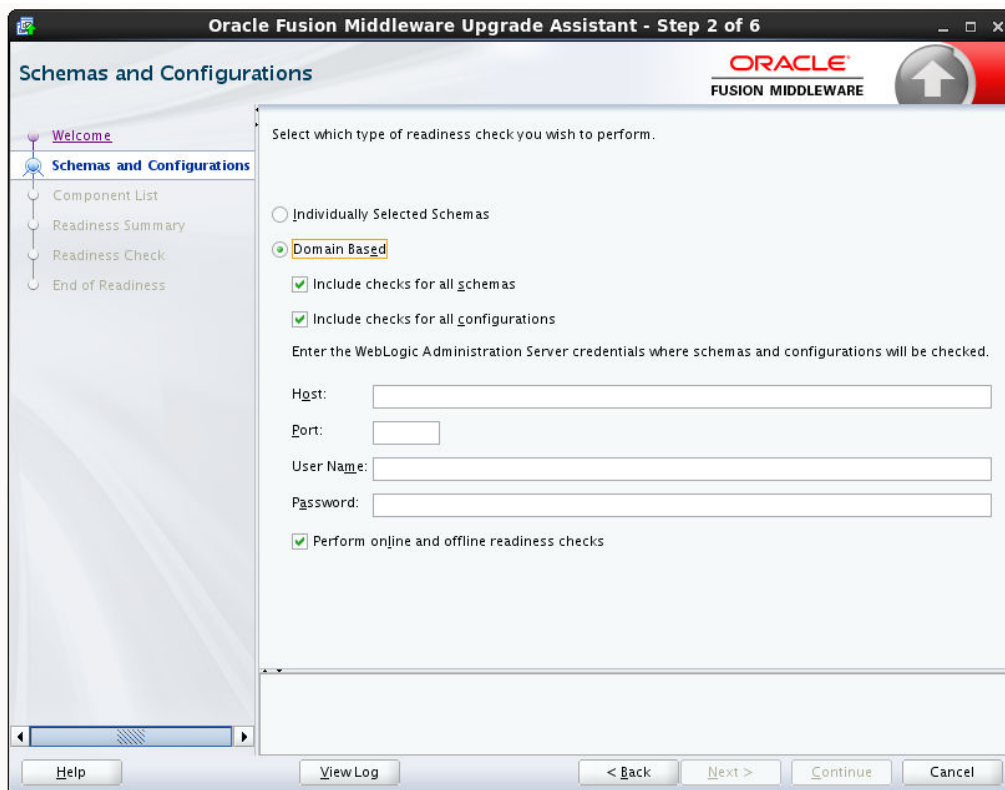 Oracle Fusion Middleware Upgrade Assistant - Step 2 of 6
Schemas and Configurations
ORACLE
FUSION MIDDLEWARE
Welcome
Schemas and Configurations
Component List
Readiness Summary
Readiness Check
End of Readiness
Select which type of readiness check you wish to perform.
Individually Selected Schemas
Domain Based
Include checks for all schemas
Include checks for all configurations
Enter the WebLogic Administration Server credentials where schemas and configurations will be checked.
Host:
Port:
User Name:
Password:
Perform online and offline readiness checks
Help
View Log
< Back
Next >
Continue
Cancel